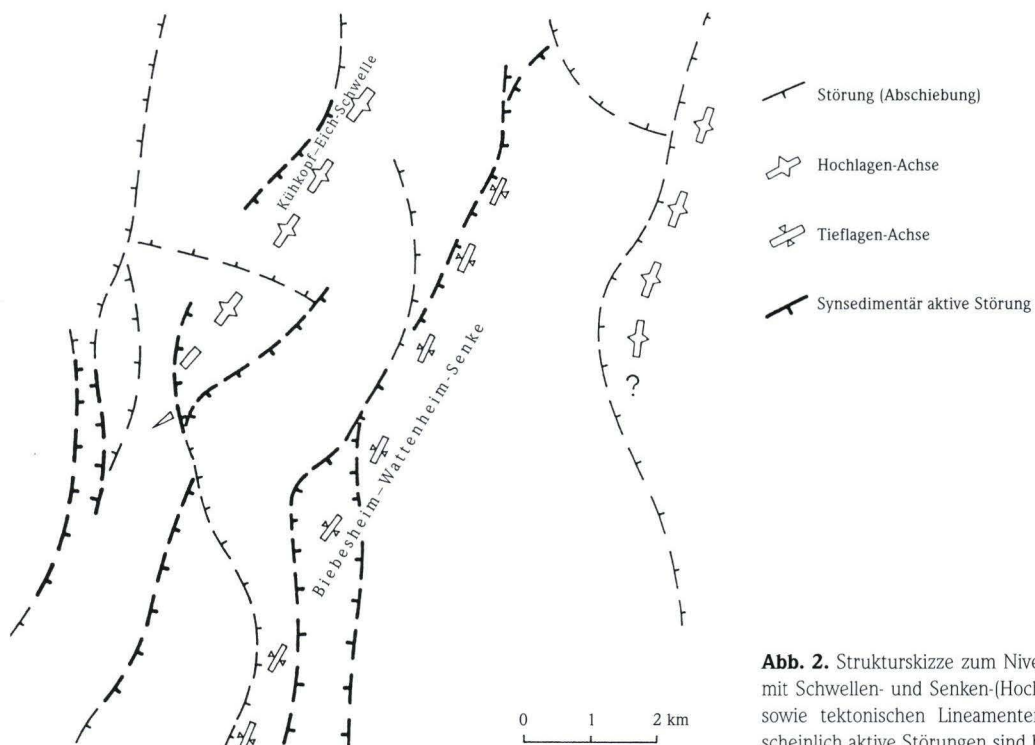 Kühkopf–Eich-Schwelle
Biebesheim–Wattenheim-Senke
?
Störung (Abschiebung)
Hochlagen-Achse
Tieflagen-Achse
Synsedimentär aktive Störung
0 1 2 km
Abb. 2. Strukturskizze zum Nive
mit Schwellen- und Senken-(Hoch
sowie tektonischen Lineamenten
scheinlich aktive Störungen sind